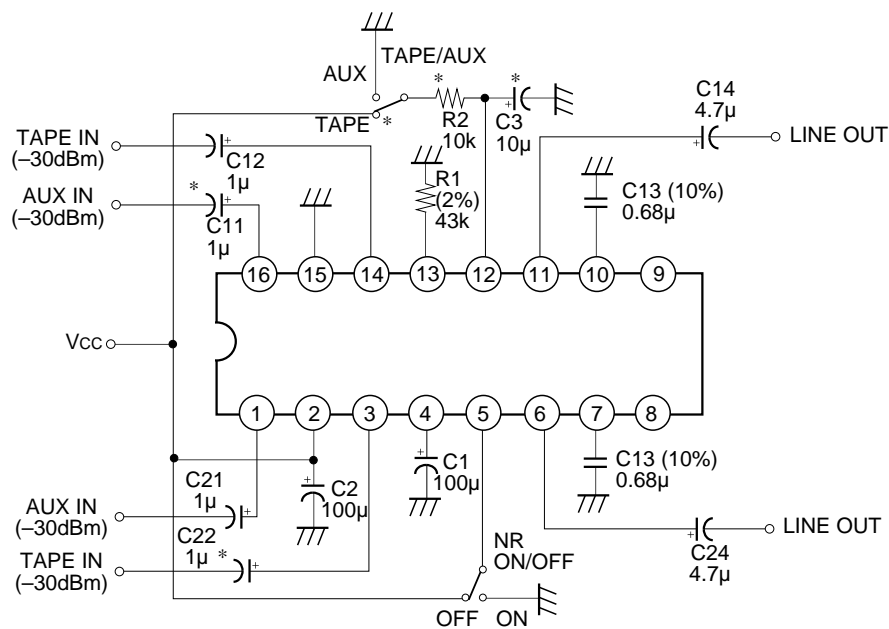 TAPE/AUX
AUX
TAPE *
* R2
10k
* C3
10µ
C14
4.7µ
LINE OUT
TAPE IN
(–30dBm)
C12
1µ
AUX IN
(–30dBm)
* C11
1µ
R1
(2%)
43k
C13 (10%)
0.68µ
16 15 14 13 12 11 10 9
VCC
1 2 3 4 5 6 7 8
C21
1µ
AUX IN
(–30dBm)
C2
100µ
C1
100µ
C13 (10%)
0.68µ
C22
1µ *
TAPE IN
(–30dBm)
NR
ON/OFF
OFF ON
C24
4.7µ
LINE OUT